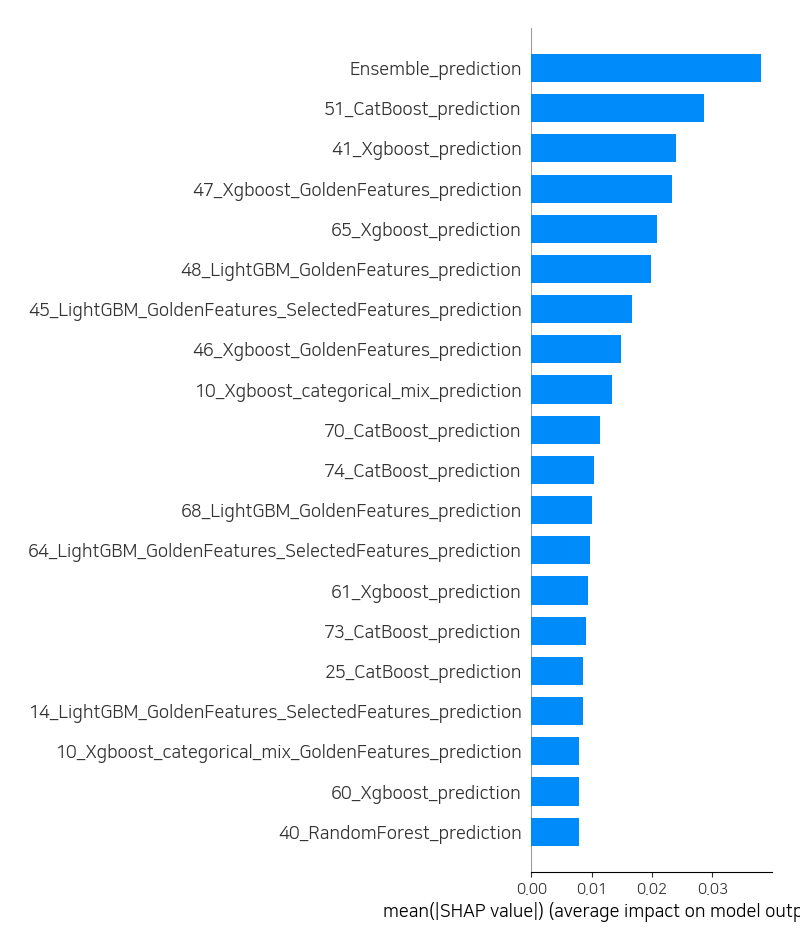 Ensemble_prediction
51_CatBoost_prediction
41_Xgboost_prediction
47_Xgboost_GoldenFeatures_prediction
65_Xgboost_prediction
48_LightGBM_GoldenFeatures_prediction
45_LightGBM_GoldenFeatures_SelectedFeatures_prediction
46_Xgboost_GoldenFeatures_prediction
10_Xgboost_categorical_mix_prediction
70_CatBoost_prediction
74_CatBoost_prediction
68_LightGBM_GoldenFeatures_prediction
64_LightGBM_GoldenFeatures_SelectedFeatures_prediction
61_Xgboost_prediction
73_CatBoost_prediction
25_CatBoost_prediction
14_LightGBM_GoldenFeatures_SelectedFeatures_prediction
10_Xgboost_categorical_mix_GoldenFeatures_prediction
60_Xgboost_prediction
40_RandomForest_prediction
0.00 0.01 0.02 0.03
mean(|SHAP value|) (average impact on model outp